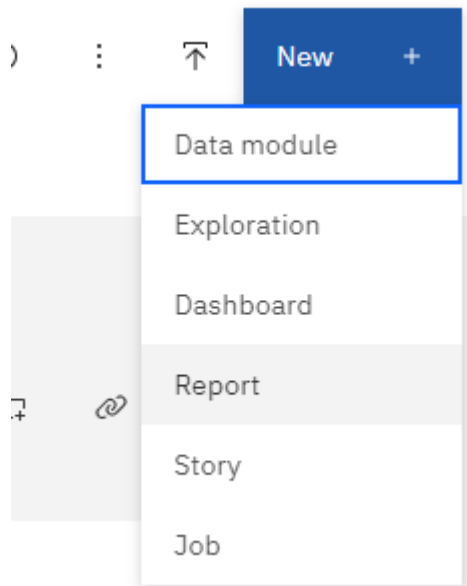 New +
Data module
Exploration
Dashboard
Report
Story
Job